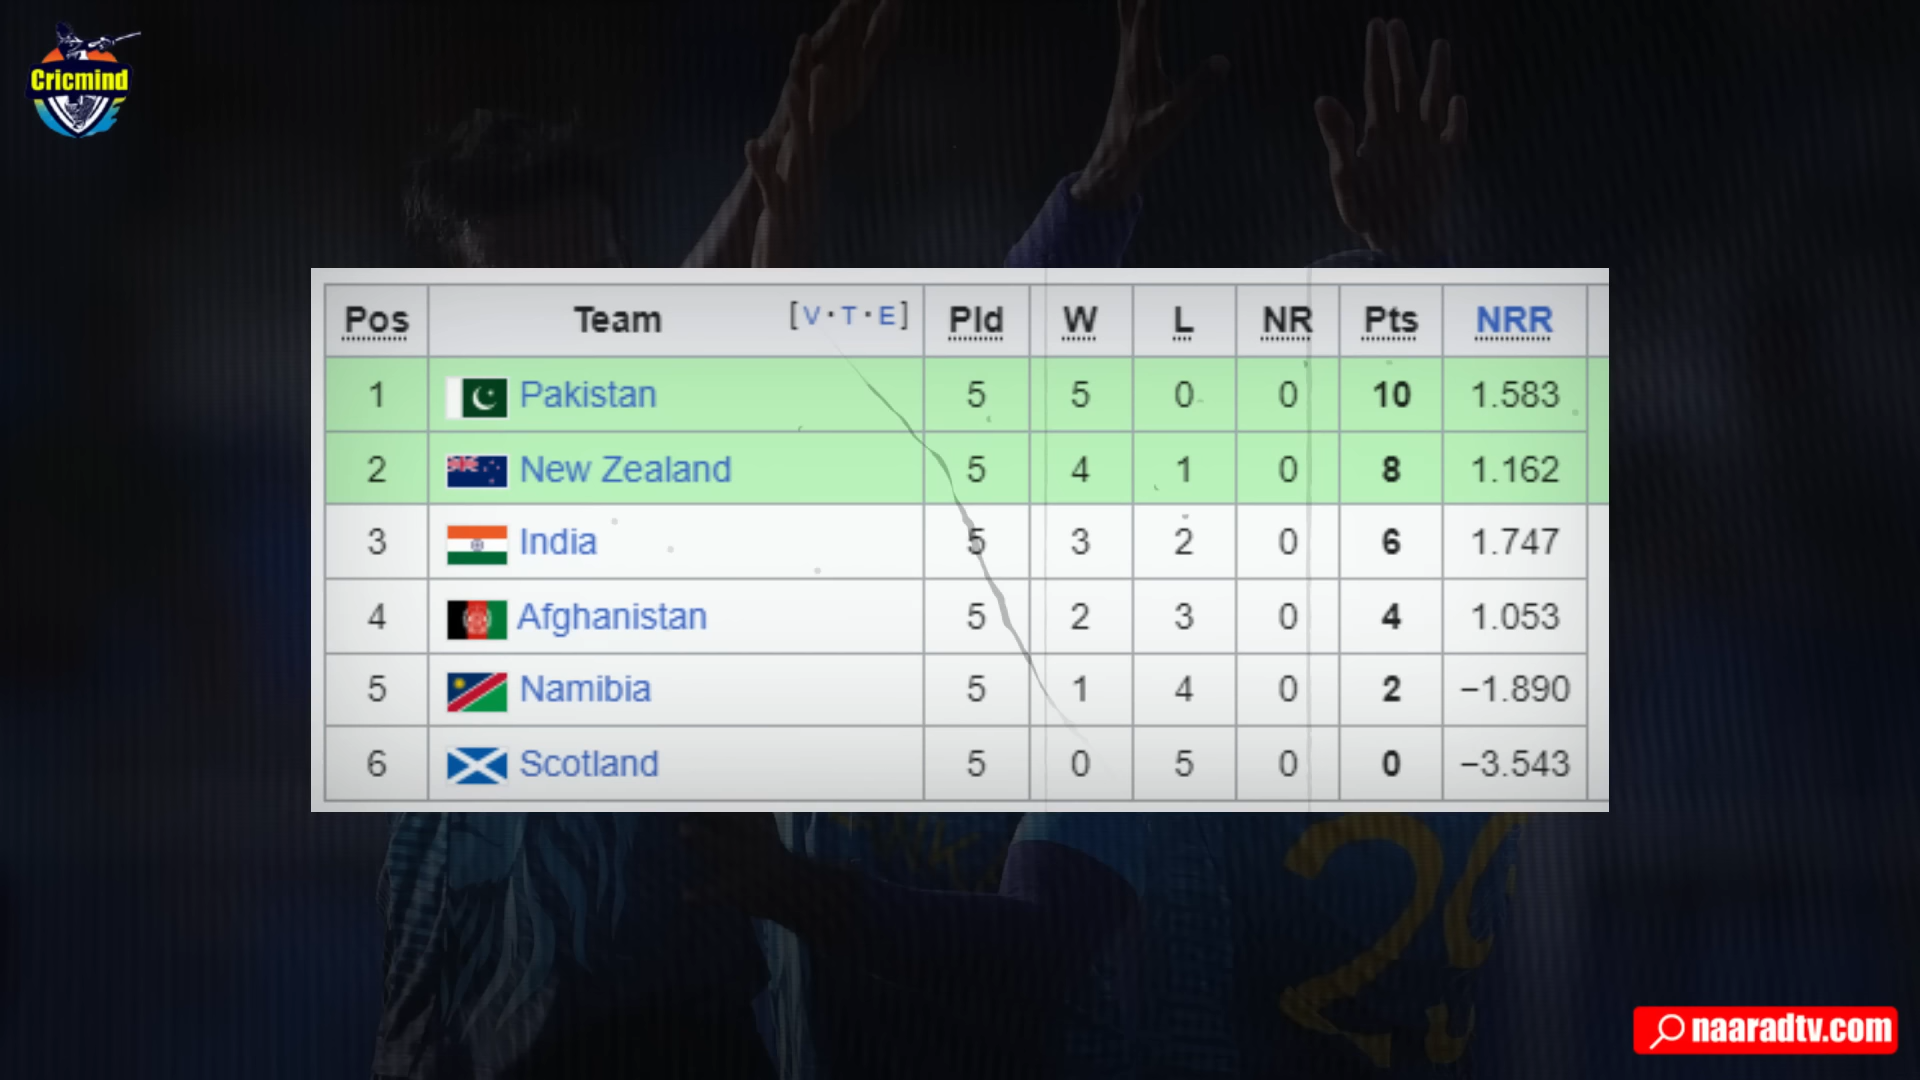 Cricmind
Pos Team [V·T·E] Pld W L NR Pts NRR
1 Pakistan 5 5 0 0 10 1.583
2 New Zealand 5 4 1 0 8 1.162
3 India 5 3 2 0 6 1.747
4 Afghanistan 5 2 3 0 4 1.053
5 Namibia 5 1 4 0 2 −1.890
6 Scotland 5 0 5 0 0 −3.543
naaradtv.com